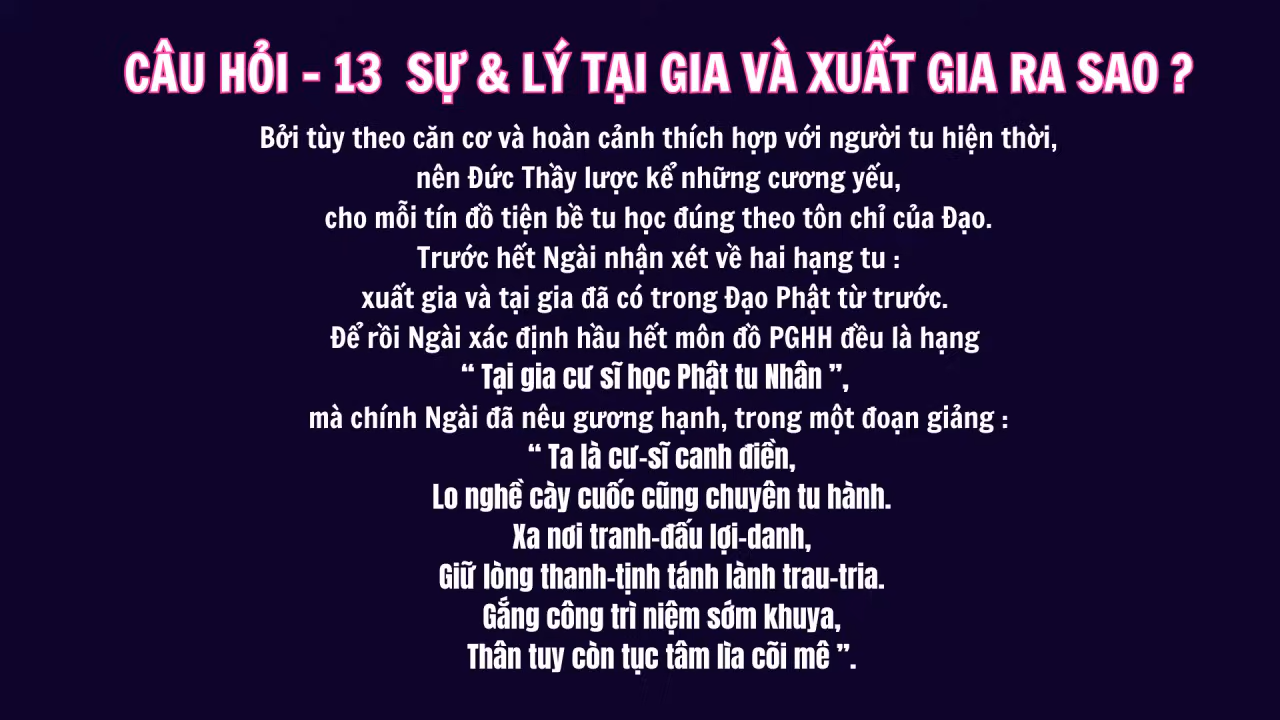 CÂU HỎI - 13 SỰ & LÝ TẠI GIA VÀ XUẤT GIA RA SAO ?
Bởi tùy theo căn cơ và hoàn cảnh thích hợp với người tu hiện thời,
nên Đức Thầy lược kể những cương yếu,
cho mỗi tín đồ tiện bề tu học đúng theo tôn chỉ của Đạo.
Trước hết Ngài nhận xét về hai hạng tu :
xuất gia và tại gia đã có trong Đạo Phật từ trước.
Để rồi Ngài xác định hầu hết môn đồ PGHH đều là hạng
“ Tại gia cư sĩ học Phật tu Nhân ”,
mà chính Ngài đã nêu gương hạnh, trong một đoạn giảng :
“ Ta là cư-sĩ canh điền,
Lo nghề cày cuốc cũng chuyên tu hành.
Xa nơi tranh-đấu lợi-danh,
Giữ lòng thanh-tịnh tánh lành trau-tria.
Gắng công trì niệm sớm khuya,
Thân tuy còn tục tâm lìa cõi mê ”.